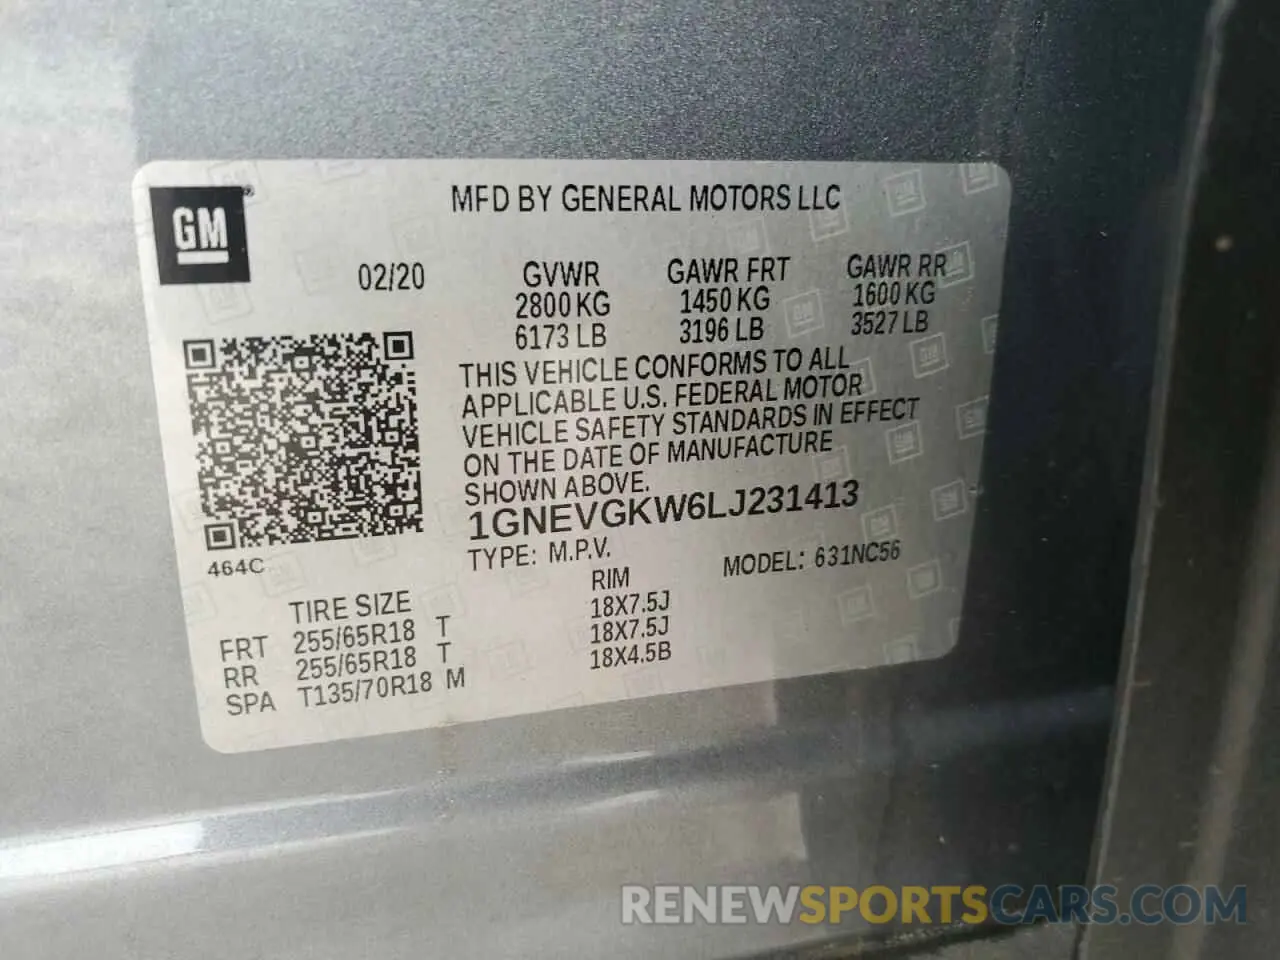 MFD BY GENERAL MOTORS LLC
GM
02/20 GVWR GAWR FRT GAWR RR
2800 KG 1450 KG 1600 KG
6173 LB 3196 LB 3527 LB
THIS VEHICLE CONFORMS TO ALL
APPLICABLE U.S. FEDERAL MOTOR
VEHICLE SAFETY STANDARDS IN EFFECT
ON THE DATE OF MANUFACTURE
SHOWN ABOVE.
1GNEVGKW6LJ231413
464C
TYPE: M.P.V. MODEL: 631NC56
TIRE SIZE RIM
FRT 255/65R18 T 18X7.5J
RR 255/65R18 T 18X7.5J
SPA T135/70R18 M 18X4.5B
RENEWSPORTSCARS.COM